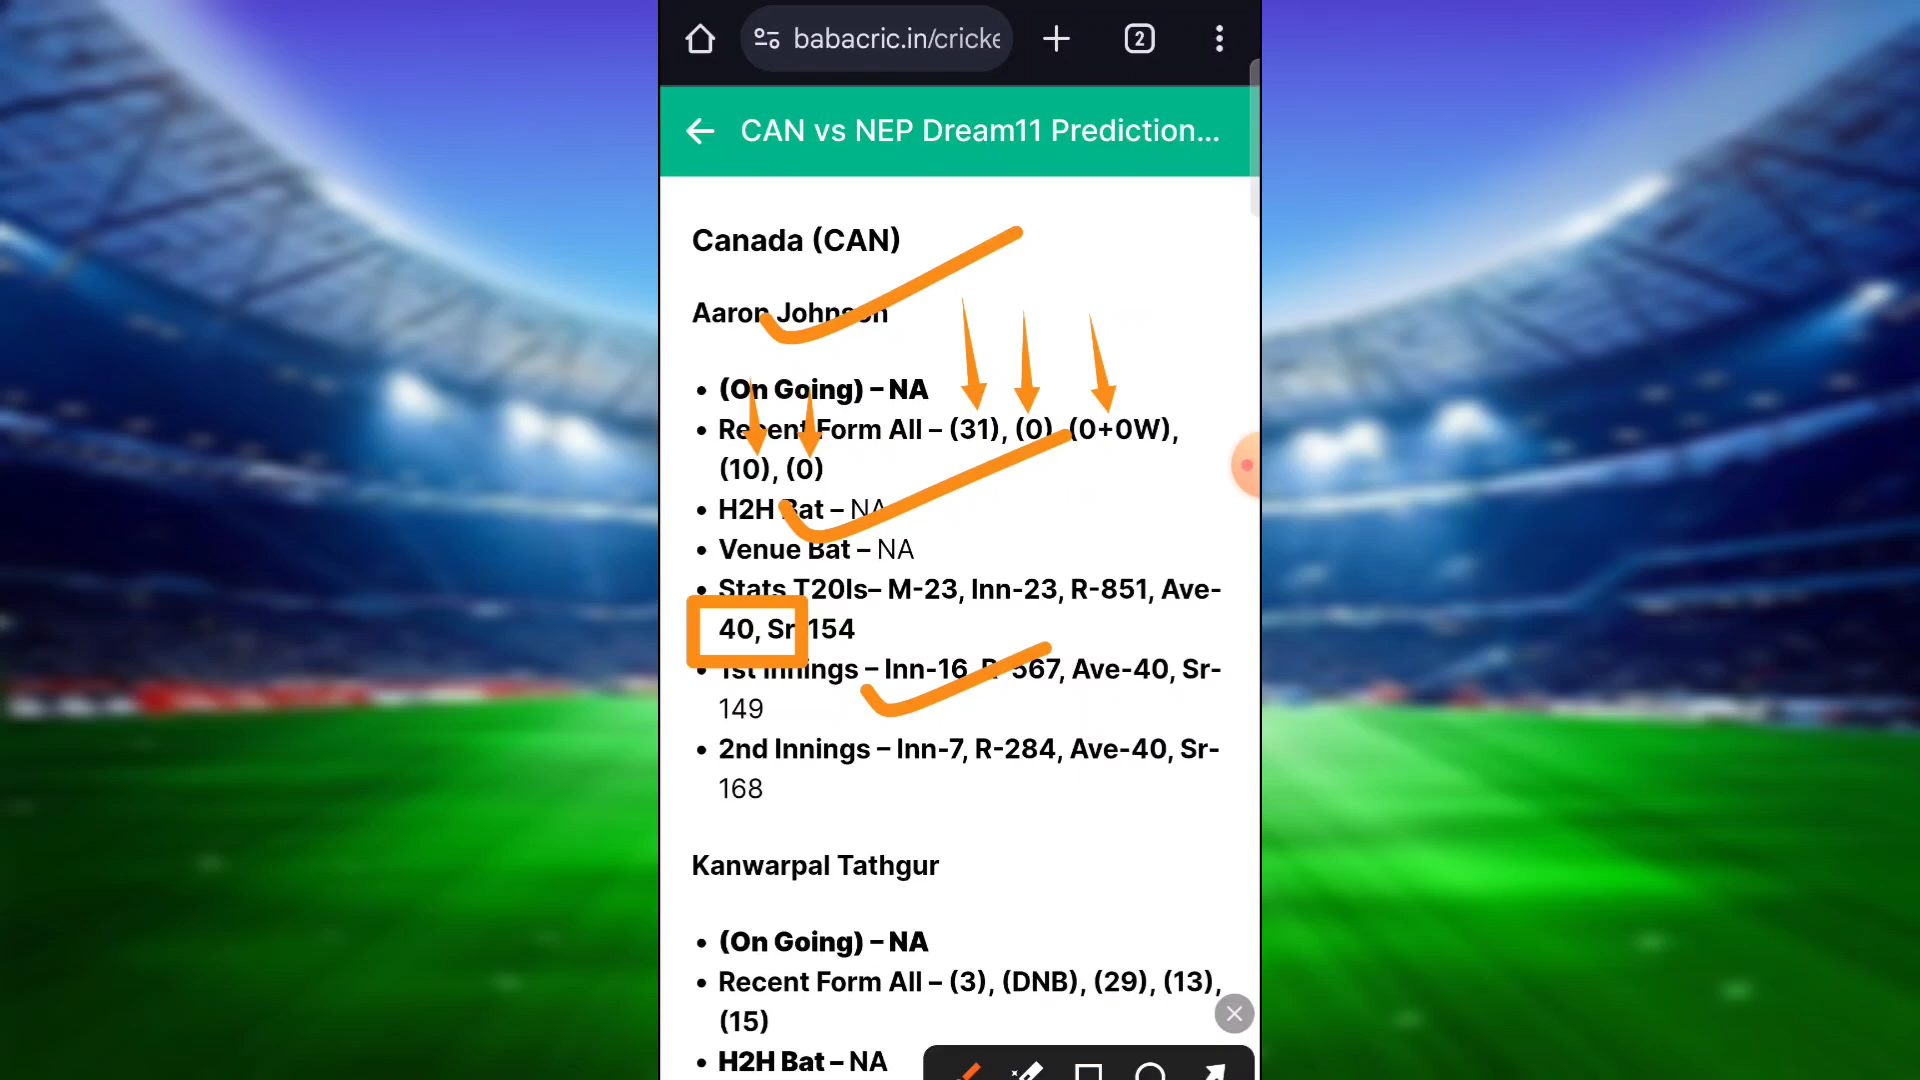 babacric.in/cricke
2
CAN vs NEP Dream11 Prediction...
Canada (CAN)
Aaron Johnson
• (On Going) – NA
• Recent Form All – (31), (0), (0+0W),
(10), (0)
• H2H Bat – NA
• Venue Bat – NA
• Stats T20Is– M-23, Inn-23, R-851, Ave-
40, Sr-154
• 1st Innings – Inn-16, R-567, Ave-40, Sr-
149
• 2nd Innings – Inn-7, R-284, Ave-40, Sr-
168
Kanwarpal Tathgur
• (On Going) – NA
• Recent Form All – (3), (DNB), (29), (13),
(15)
• H2H Bat – NA